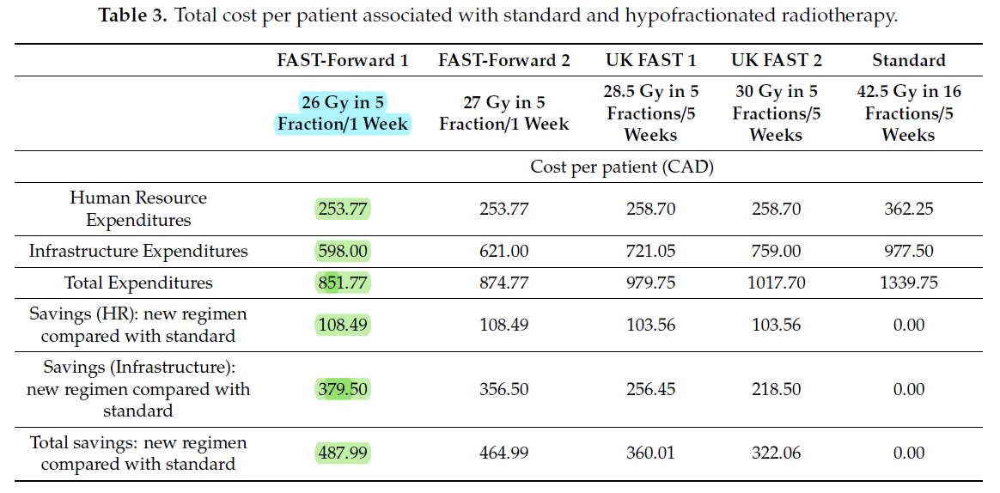 Table 3. Total cost per patient associated with standard and hypofractionated radiotherapy.
FAST-Forward 1 FAST-Forward 2 UK FAST 1 UK FAST 2 Standard
26 Gy in 5 Fraction/1 Week 27 Gy in 5 Fraction/1 Week 28.5 Gy in 5 Fractions/5 Weeks 30 Gy in 5 Fractions/5 Weeks 42.5 Gy in 16 Fractions/5 Weeks
Cost per patient (CAD)
Human Resource Expenditures 253.77 253.77 258.70 258.70 362.25
Infrastructure Expenditures 598.00 621.00 721.05 759.00 977.50
Total Expenditures 851.77 874.77 979.75 1017.70 1339.75
Savings (HR): new regimen compared with standard 108.49 108.49 103.56 103.56 0.00
Savings (Infrastructure): new regimen compared with standard 379.50 356.50 256.45 218.50 0.00
Total savings: new regimen compared with standard 487.99 464.99 360.01 322.06 0.00